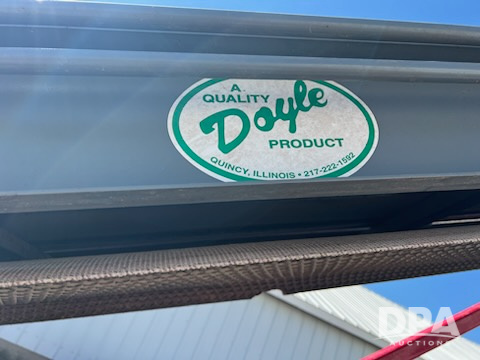 A
QUALITY
Doyle
PRODUCT
QUINCY, ILLINOIS • 217-222-1592
DPA
AUCTIONS